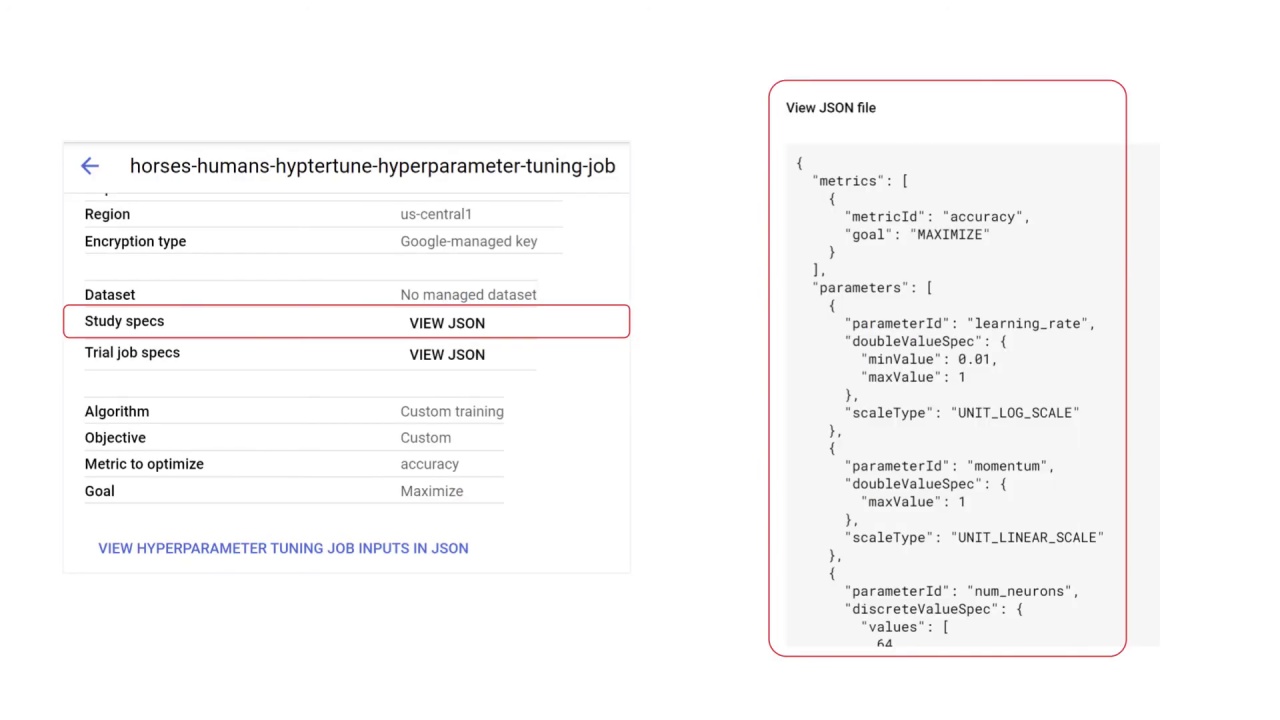 horses-humans-hyptertune-hyperparameter-tuning-job
Region us-central1
Encryption type Google-managed key
Dataset No managed dataset
Study specs VIEW JSON
Trial job specs VIEW JSON
Algorithm Custom training
Objective Custom
Metric to optimize accuracy
Goal Maximize
VIEW HYPERPARAMETER TUNING JOB INPUTS IN JSON
View JSON file
{
"metrics": [
{
"metricId": "accuracy",
"goal": "MAXIMIZE"
}
],
"parameters": [
{
"parameterId": "learning_rate",
"doubleValueSpec": {
"minValue": 0.01,
"maxValue": 1
},
"scaleType": "UNIT_LOG_SCALE"
},
{
"parameterId": "momentum",
"doubleValueSpec": {
"maxValue": 1
},
"scaleType": "UNIT_LINEAR_SCALE"
},
{
"parameterId": "num_neurons",
"discreteValueSpec": {
"values": [
64